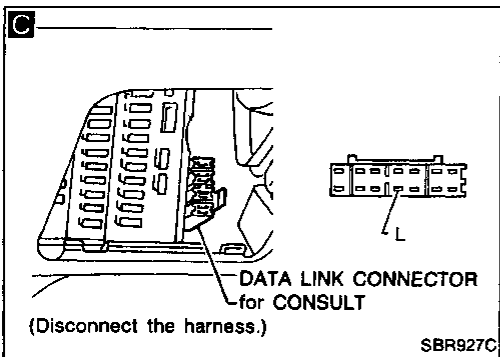 C
L
DATA LINK CONNECTOR
for CONSULT
(Disconnect the harness.)
SBR927C